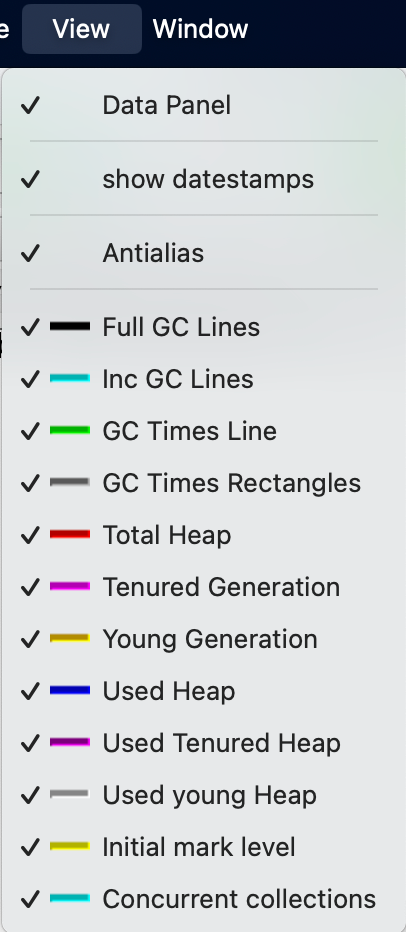 View Window
Data Panel
show datestamps
Antialias
Full GC Lines
Inc GC Lines
GC Times Line
GC Times Rectangles
Total Heap
Tenured Generation
Young Generation
Used Heap
Used Tenured Heap
Used young Heap
Initial mark level
Concurrent collections